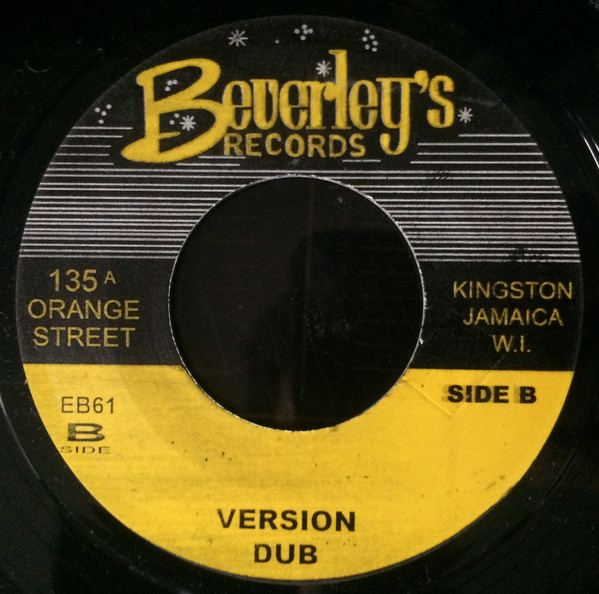 Beverley's
RECORDS
135 A
ORANGE
STREET
KINGSTON
JAMAICA
W.I.
EB61
B
SIDE
SIDE B
VERSION
DUB